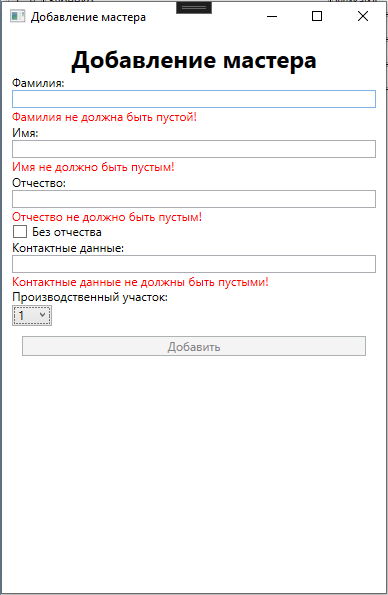 Добавление мастера
Добавление мастера
Фамилия:
Фамилия не должна быть пустой!
Имя:
Имя не должно быть пустым!
Отчество:
Отчество не должно быть пустым!
Без отчества
Контактные данные:
Контактные данные не должны быть пустыми!
Производственный участок:
1
Добавить